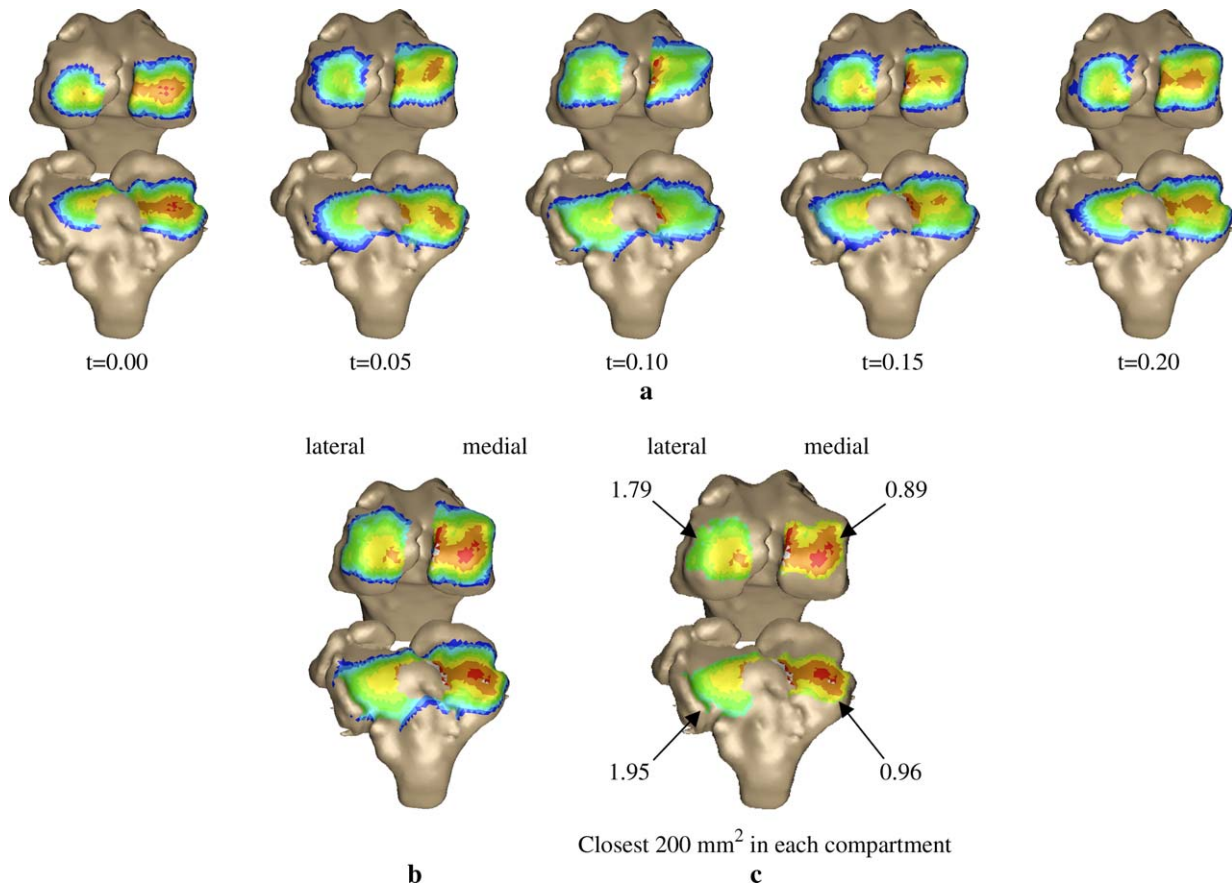 t=0.00 t=0.05 t=0.10 t=0.15 t=0.20
a
lateral medial lateral medial
1.79 0.89
1.95 0.96
Closest 200 mm² in each compartment
b c